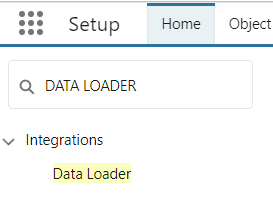 Setup Home Object
DATA LOADER
Integrations
Data Loader